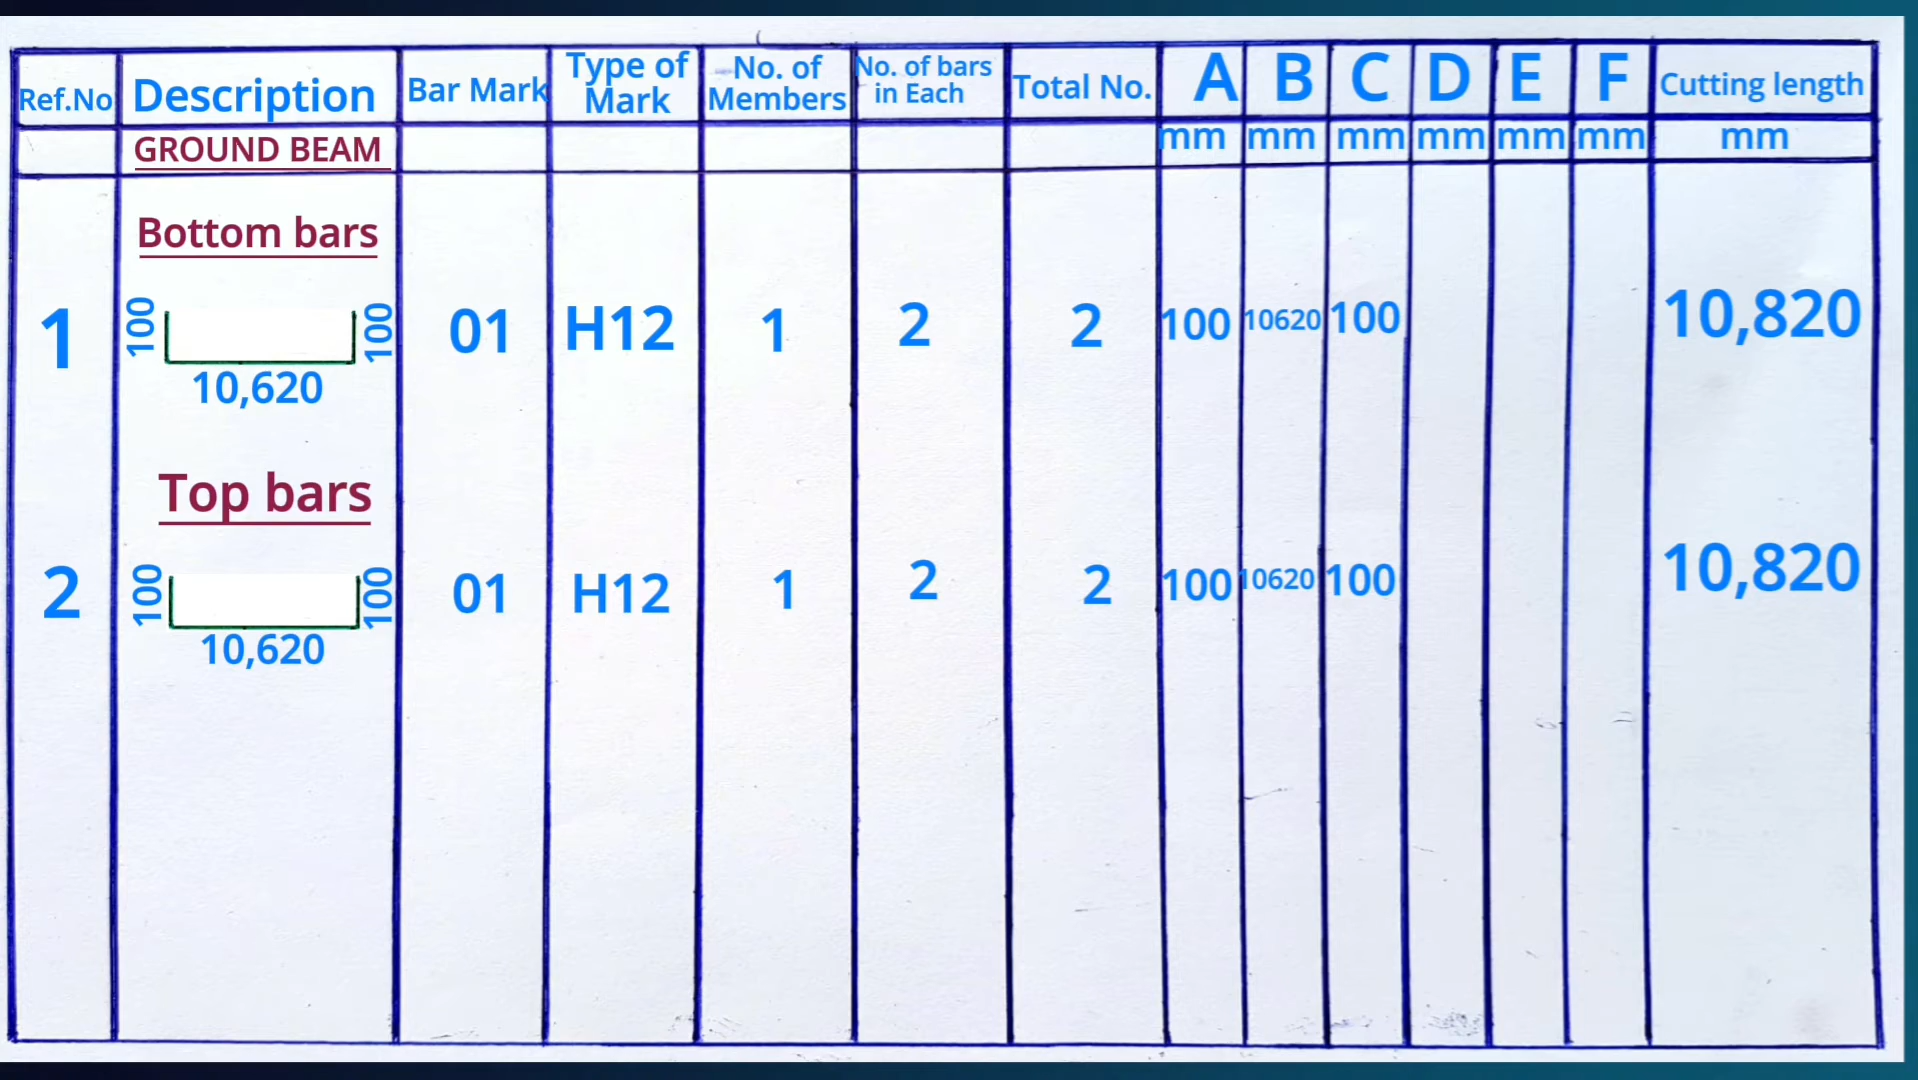 Ref.No Description Bar Mark Type of Mark No. of Members No. of bars in Each Total No. A B C D E F Cutting length
GROUND BEAM mm mm mm mm mm mm mm
Bottom bars
1 100 100 10,620 01 H12 1 2 2 100 10620 100 10,820
Top bars
2 100 100 10,620 01 H12 1 2 2 100 10620 100 10,820